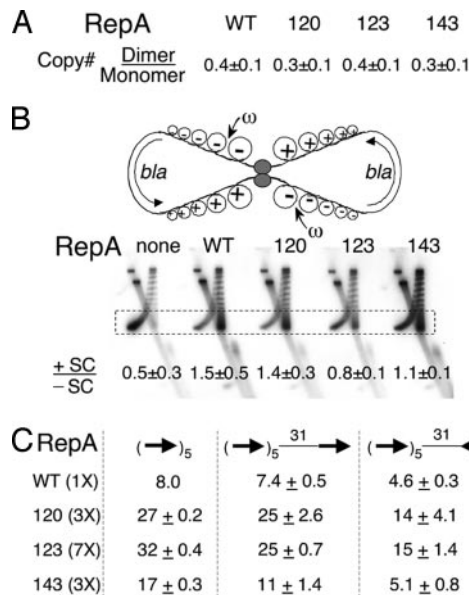 A RepA WT 120 123 143
Copy# Dimer
Monomer 0.4±0.1 0.3±0.1 0.4±0.1 0.3±0.1
B
ω
- - - - - + + + + +
bla bla
+ + + + + - - - - -
ω
RepA none WT 120 123 143
+ SC
− SC 0.5±0.3 1.5±0.5 1.4±0.3 0.8±0.1 1.1±0.1
C RepA ( )5 ( )5 31 ( )5 31
WT (1X) 8.0 7.4 ± 0.5 4.6 ± 0.3
120 (3X) 27 ± 0.2 25 ± 2.6 14 ± 4.1
123 (7X) 32 ± 0.4 25 ± 0.7 15 ± 1.4
143 (3X) 17 ± 0.3 11 ± 1.4 5.1 ± 0.8